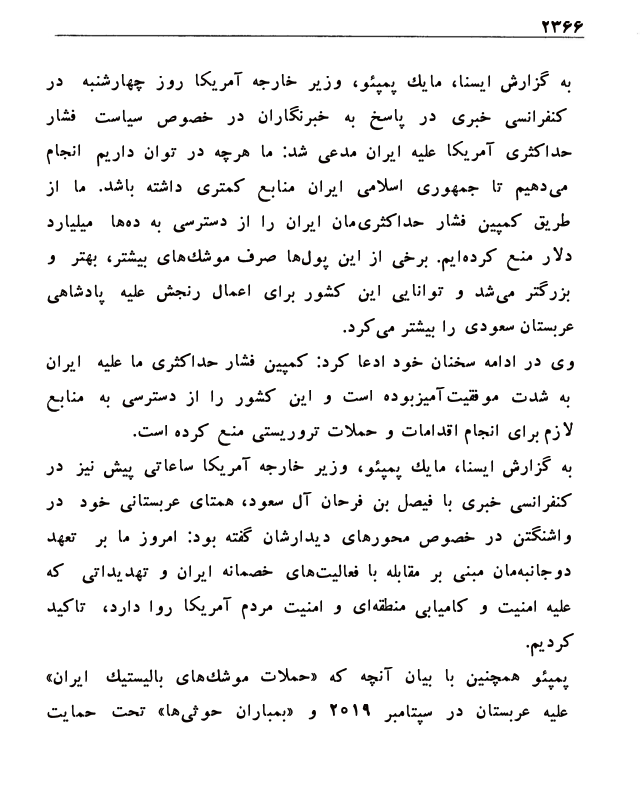 ۲۳۶۶
به گزارش ایسنا، مایك پمپئو، وزیر خارجه آمریکا روز چهارشنبه در
کنفرانسی خبری در پاسخ به خبرنگاران در خصوص سیاست فشار
حداکثری آمریکا علیه ایران مدعی شد: ما هرچه در توان داریم انجام
می‌دهیم تا جمهوری اسلامی ایران منابع کمتری داشته باشد. ما از
طریق کمپین فشار حداکثری‌مان ایران را از دسترسی به ده‌ها میلیارد
دلار منع کرده‌ایم. برخی از این پول‌ها صرف موشك‌های بیشتر، بهتر و
بزرگتر می‌شد و توانایی این کشور برای اعمال رنجش علیه پادشاهی
عربستان سعودی را بیشتر می‌کرد.
وی در ادامه سخنان خود ادعا کرد: کمپین فشار حداکثری ما علیه ایران
به شدت موفقیت‌آمیزبوده است و این کشور را از دسترسی به منابع
لازم برای انجام اقدامات و حملات تروریستی منع کرده است.
به گزارش ایسنا، مایك پمپئو، وزیر خارجه آمریکا ساعاتی پیش نیز در
کنفرانسی خبری با فیصل بن فرحان آل سعود، همتای عربستانی خود در
واشنگتن در خصوص محورهای دیدارشان گفته بود: امروز ما بر تعهد
دوجانبه‌مان مبنی بر مقابله با فعالیت‌های خصمانه ایران و تهدیداتی که
علیه امنیت و کامیابی منطقه‌ای و امنیت مردم آمریکا روا دارد، تاکید
کردیم.
پمپئو همچنین با بیان آنچه که «حملات موشك‌های بالیستیك ایران»
علیه عربستان در سپتامبر ۲۰۱۹ و «بمباران حوثی‌ها» تحت حمایت